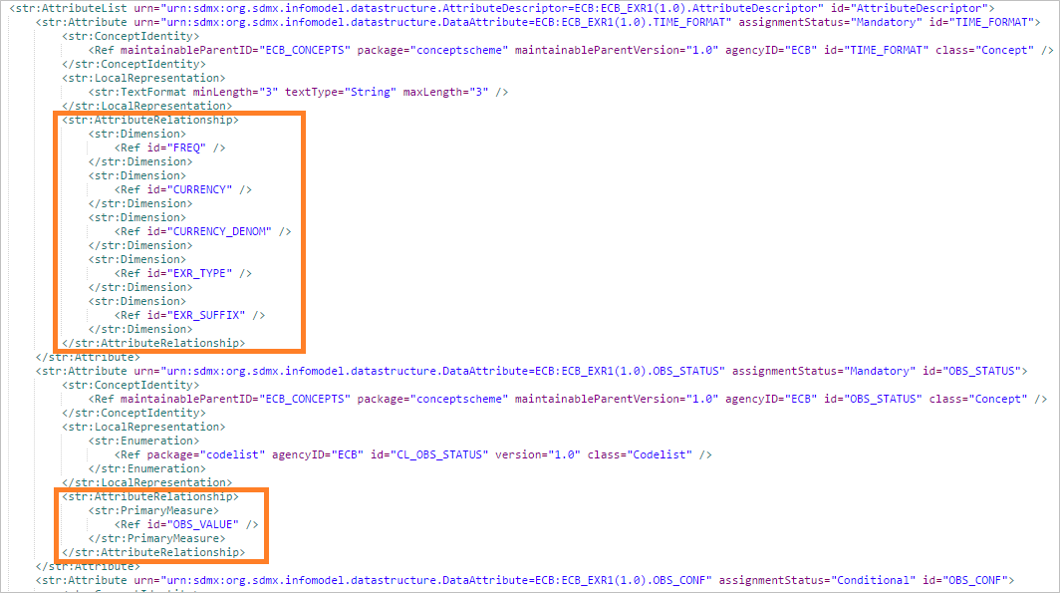 <str:AttributeList urn="urn:sdmx:org.sdmx.infomodel.datastructure.AttributeDescriptor=ECB:ECB_EXR1(1.0).AttributeDescriptor" id="AttributeDescriptor">
<str:Attribute urn="urn:sdmx:org.sdmx.infomodel.datastructure.DataAttribute=ECB:ECB_EXR1(1.0).TIME_FORMAT" assignmentStatus="Mandatory" id="TIME_FORMAT">
<str:ConceptIdentity>
<Ref maintainableParentID="ECB_CONCEPTS" package="conceptscheme" maintainableParentVersion="1.0" agencyID="ECB" id="TIME_FORMAT" class="Concept" />
</str:ConceptIdentity>
<str:LocalRepresentation>
<str:TextFormat minLength="3" textType="String" maxLength="3" />
</str:LocalRepresentation>
<str:AttributeRelationship>
<str:Dimension>
<Ref id="FREQ" />
</str:Dimension>
<str:Dimension>
<Ref id="CURRENCY" />
</str:Dimension>
<str:Dimension>
<Ref id="CURRENCY_DENOM" />
</str:Dimension>
<str:Dimension>
<Ref id="EXR_TYPE" />
</str:Dimension>
<str:Dimension>
<Ref id="EXR_SUFFIX" />
</str:Dimension>
</str:AttributeRelationship>
</str:Attribute>
<str:Attribute urn="urn:sdmx:org.sdmx.infomodel.datastructure.DataAttribute=ECB:ECB_EXR1(1.0).OBS_STATUS" assignmentStatus="Mandatory" id="OBS_STATUS">
<str:ConceptIdentity>
<Ref maintainableParentID="ECB_CONCEPTS" package="conceptscheme" maintainableParentVersion="1.0" agencyID="ECB" id="OBS_STATUS" class="Concept" />
</str:ConceptIdentity>
<str:LocalRepresentation>
<str:Enumeration>
<Ref package="codelist" agencyID="ECB" id="CL_OBS_STATUS" version="1.0" class="Codelist" />
</str:Enumeration>
</str:LocalRepresentation>
<str:AttributeRelationship>
<str:PrimaryMeasure>
<Ref id="OBS_VALUE" />
</str:PrimaryMeasure>
</str:AttributeRelationship>
</str:Attribute>
<str:Attribute urn="urn:sdmx:org.sdmx.infomodel.datastructure.DataAttribute=ECB:ECB_EXR1(1.0).OBS_CONF" assignmentStatus="Conditional" id="OBS_CONF">